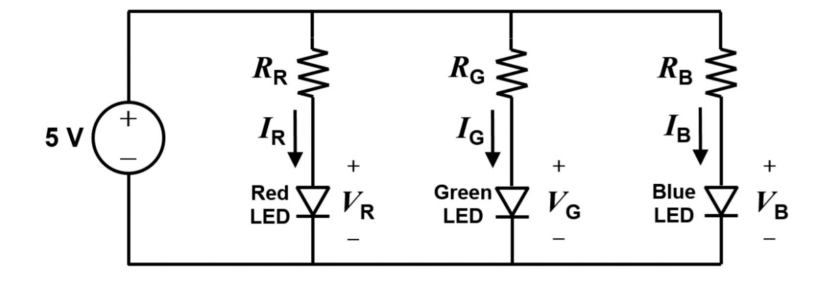 5 V
+
−
R_R
I_R
Red
LED
+
V_R
−
R_G
I_G
Green
LED
+
V_G
−
R_B
I_B
Blue
LED
+
V_B
−